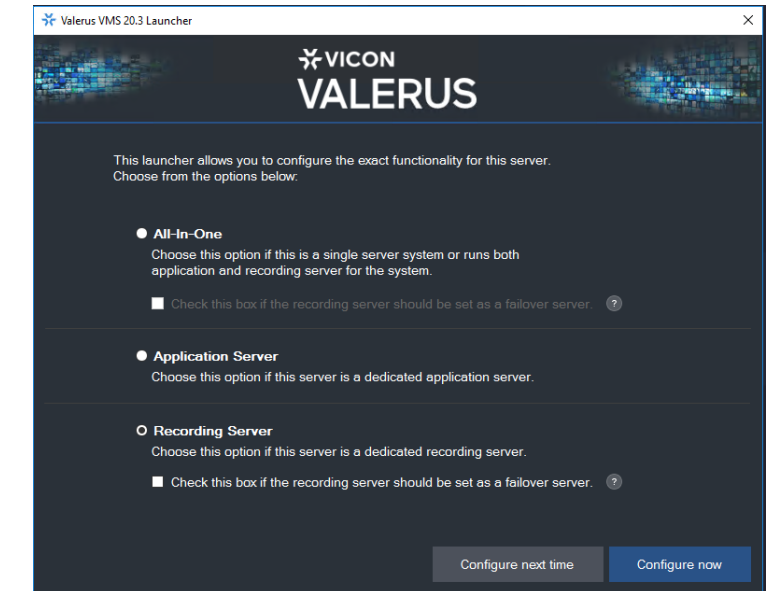 Valerus VMS 20.3 Launcher
VICON
VALERUS
This launcher allows you to configure the exact functionality for this server.
Choose from the options below:
All-In-One
Choose this option if this is a single server system or runs both
application and recording server for the system.
Check this box if the recording server should be set as a failover server. ?
Application Server
Choose this option if this server is a dedicated application server.
Recording Server
Choose this option if this server is a dedicated recording server.
Check this box if the recording server should be set as a failover server. ?
Configure next time
Configure now